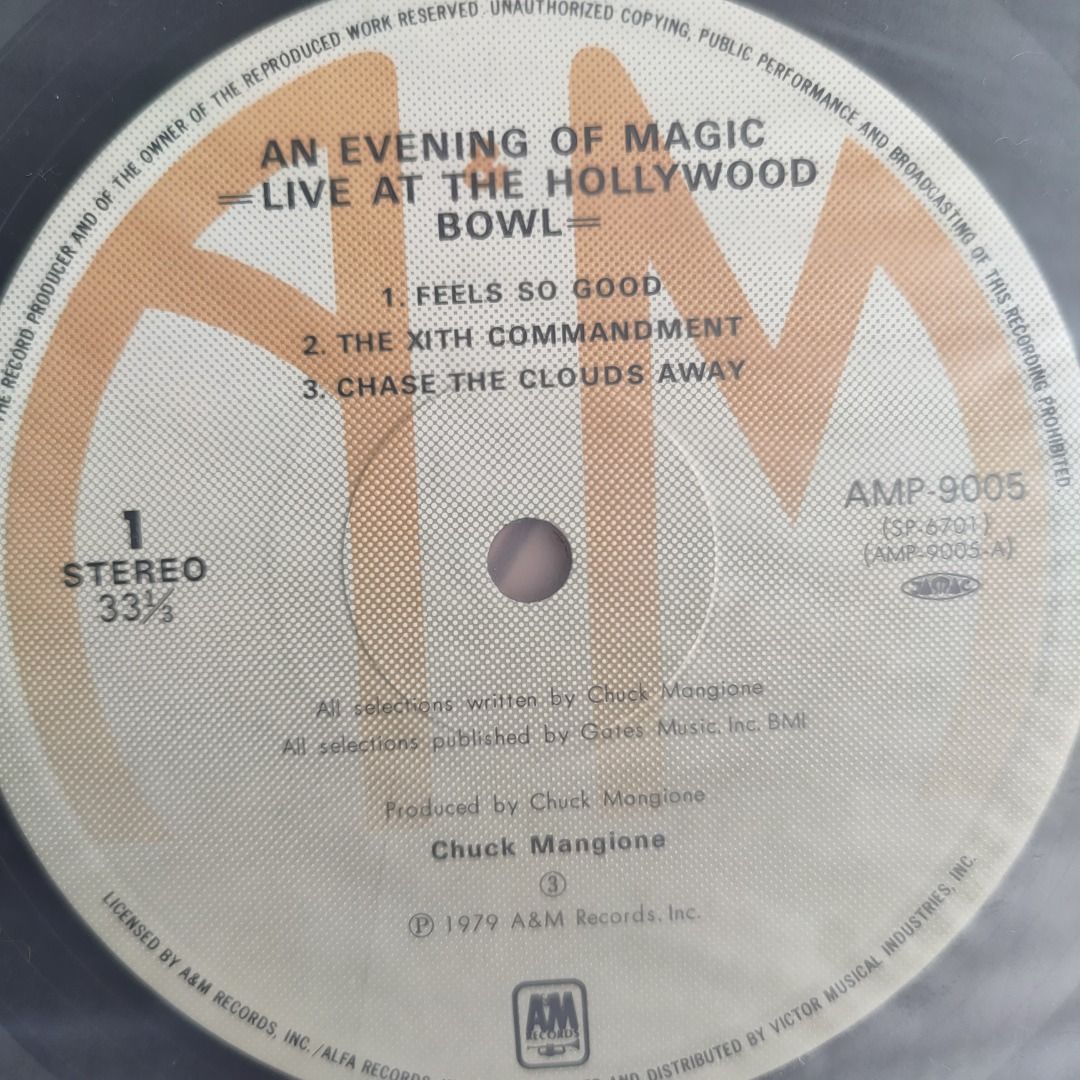 THE RECORD PRODUCER AND OF THE OWNER OF THE REPRODUCED WORK RESERVED. UNAUTHORIZED COPYING, PUBLIC PERFORMANCE AND BROADCASTING OF THIS RECORDING PROHIBITED.
AN EVENING OF MAGIC
=LIVE AT THE HOLLYWOOD
BOWL=
1. FEELS SO GOOD
2. THE XITH COMMANDMENT
3. CHASE THE CLOUDS AWAY
1
STEREO
33⅓
AMP-9005
(SP-6701)
(AMP-9005-A)
JASRAC
All selections written by Chuck Mangione
All selections published by Gates Music, Inc. BMI
Produced by Chuck Mangione
Chuck Mangione
③
Ⓟ 1979 A&M Records, Inc.
A&M
RECORDS
LICENSED BY A&M RECORDS, INC./ALFA RECORDS AND DISTRIBUTED BY VICTOR MUSICAL INDUSTRIES, INC.